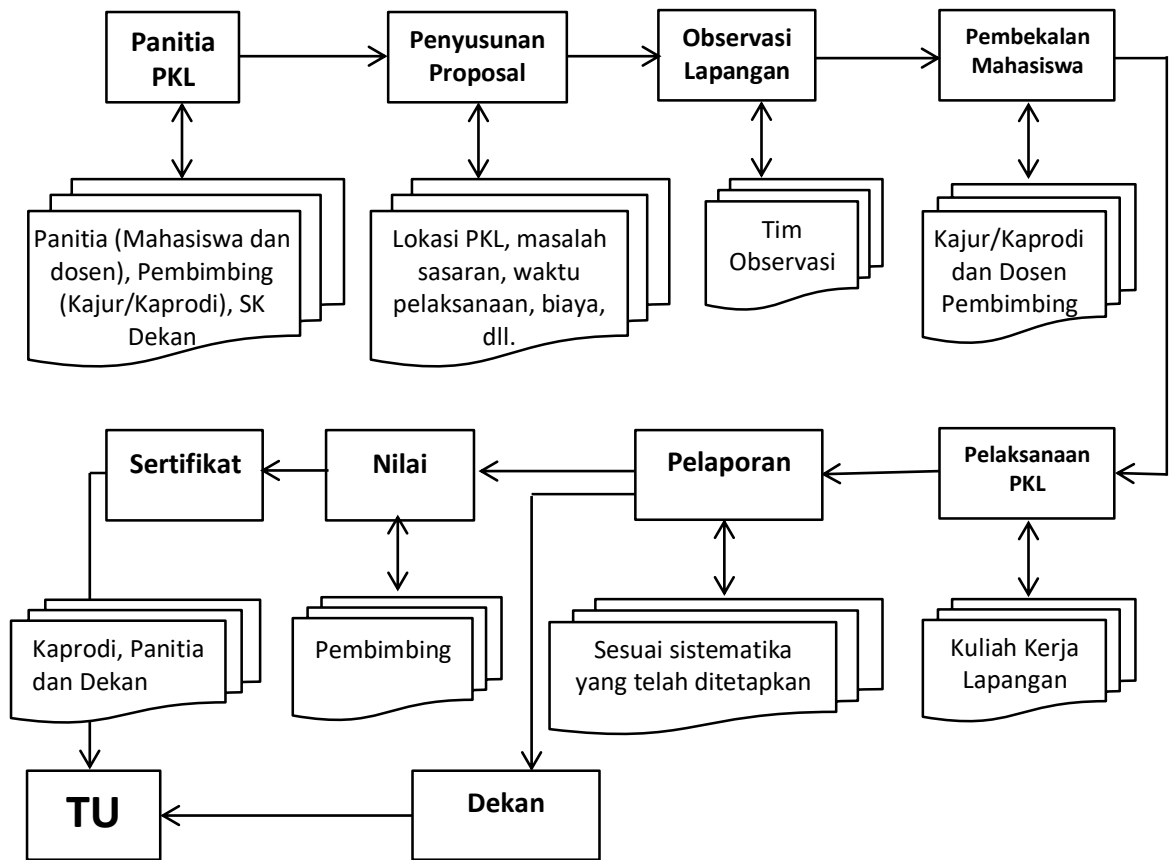 Panitia
PKL
Penyusunan
Proposal
Observasi
Lapangan
Pembekalan
Mahasiswa
Panitia (Mahasiswa dan
dosen), Pembimbing
(Kajur/Kaprodi), SK
Dekan
Lokasi PKL, masalah
sasaran, waktu
pelaksanaan, biaya,
dll.
Tim
Observasi
Kajur/Kaprodi
dan Dosen
Pembimbing
Sertifikat
Nilai
Pelaporan
Pelaksanaan
PKL
Kaprodi, Panitia
dan Dekan
Pembimbing
Sesuai sistematika
yang telah ditetapkan
Kuliah Kerja
Lapangan
TU
Dekan